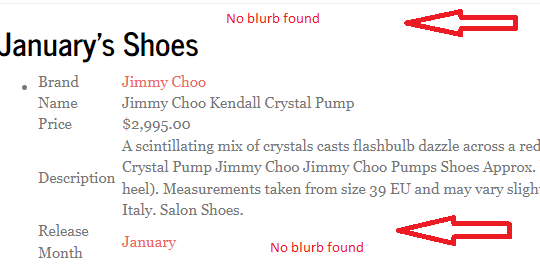 No blurb found
January's Shoes
Brand Jimmy Choo
Name Jimmy Choo Kendall Crystal Pump
Price $2,995.00
A scintillating mix of crystals casts flashbulb dazzle across a red
Crystal Pump Jimmy Choo Jimmy Choo Pumps Shoes Approx.
Description heel). Measurements taken from size 39 EU and may vary sligh
Italy. Salon Shoes.
Release
Month January
No blurb found